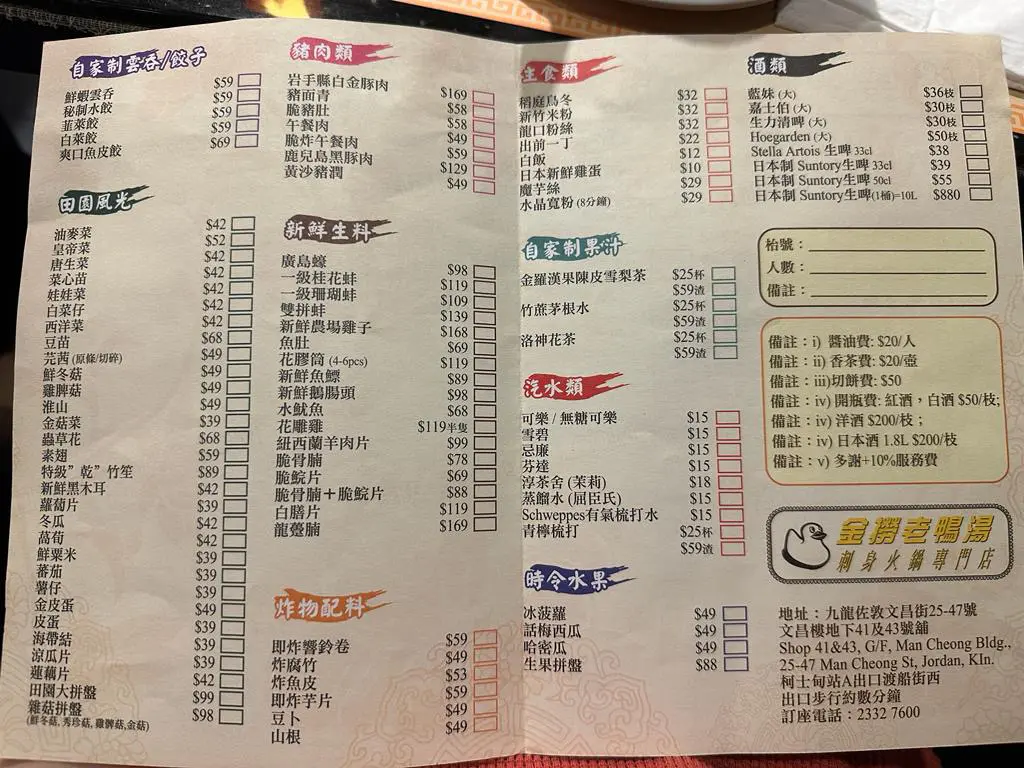 自家制雲吞/餃子
鮮蝦雲吞 $59
秘制水餃 $59
韮菜餃 $59
白菜餃 $59
爽口魚皮餃 $69
田園風光
油麥菜 $42
皇帝菜 $52
唐生菜 $42
菜心苗 $42
娃娃菜 $42
白菜仔 $42
西洋菜 $42
豆苗 $68
芫茜 (原條/切碎) $49
鮮冬菇 $49
雞脾菇 $49
淮山 $49
金菇菜 $49
蟲草花 $68
素翅 $59
特級"乾"竹笙 $89
新鮮黑木耳 $42
蘿蔔片 $39
冬瓜 $42
萵荀 $42
鮮粟米 $39
蕃茄 $39
薯仔 $39
金皮蛋 $49
皮蛋 $39
海帶結 $39
涼瓜片 $39
蓮藕片 $42
田園大拼盤 $99
雜菇拼盤 $98
(鮮冬菇, 秀珍菇, 雞脾菇,金菇)
豬肉類
岩手縣白金豚肉 $169
豬面青 $58
脆豬肚 $58
午餐肉 $49
脆炸午餐肉 $59
鹿兒島黑豚肉 $129
黃沙豬潤 $49
新鮮生料
廣島蠔 $98
一級桂花蚌 $119
一級珊瑚蚌 $109
雙拼蚌 $139
新鮮農場雞子 $168
魚肚 $69
花膠筒 (4-6pcs) $119
新鮮魚鰾 $89
新鮮鵝腸頭 $98
水魷魚 $68
花雕雞 $119半隻
紐西蘭羊肉片 $99
脆骨腩 $78
脆鯇片 $69
脆骨腩+脆鯇片 $88
白膳片 $119
龍躉腩 $169
炸物配料
即炸響鈴卷 $59
炸腐竹 $49
炸魚皮 $53
即炸芋片 $59
豆卜 $49
山根 $49
主食類
稻庭烏冬 $32
新竹米粉 $32
龍口粉絲 $32
出前一丁 $22
白飯 $12
日本新鮮雞蛋 $10
魔芋絲 $29
水晶寬粉 (8分鐘) $29
自家制果汁
金羅漢果陳皮雪梨茶 $25杯
$59渣
竹蔗茅根水 $25杯
$59渣
洛神花茶 $25杯
$59渣
汽水類
可樂 / 無糖可樂 $15
雪碧 $15
忌廉 $15
芬達 $15
淳茶舍 (茉莉) $18
蒸餾水 (屈臣氏) $15
Schweppes有氣梳打水 $15
青檸梳打 $25杯
$59渣
時令水果
冰菠蘿 $49
話梅西瓜 $49
哈密瓜 $49
生果拼盤 $88
酒類
藍妹 (大) $36枝
嘉士伯 (大) $30枝
生力清啤 (大) $30枝
Hoegarden (大) $50枝
Stella Artois 生啤 33cl $38
日本制 Suntory生啤 33cl $39
日本制 Suntory生啤 50cl $55
日本制 Suntory生啤(1桶)=10L $880
枱號：
人數：
備註：
備註：i) 醬油費: $20/人
備註：ii) 香茶費: $20/壺
備註：iii)切餅費: $50
備註：iv) 開瓶費: 紅酒，白酒 $50/枝;
備註：iv) 洋酒 $200/枝；
備註：iv) 日本酒 1.8L $200/枝
備註：v) 多謝+10%服務費
金撈老鴨湯
刺身火鍋專門店
地址：九龍佐敦文昌街25-47號
文昌樓地下41及43號舖
Shop 41&43, G/F, Man Cheong Bldg.,
25-47 Man Cheong St, Jordan, Kln.
柯士甸站A出口渡船街西
出口步行約數分鐘
訂座電話：2332 7600